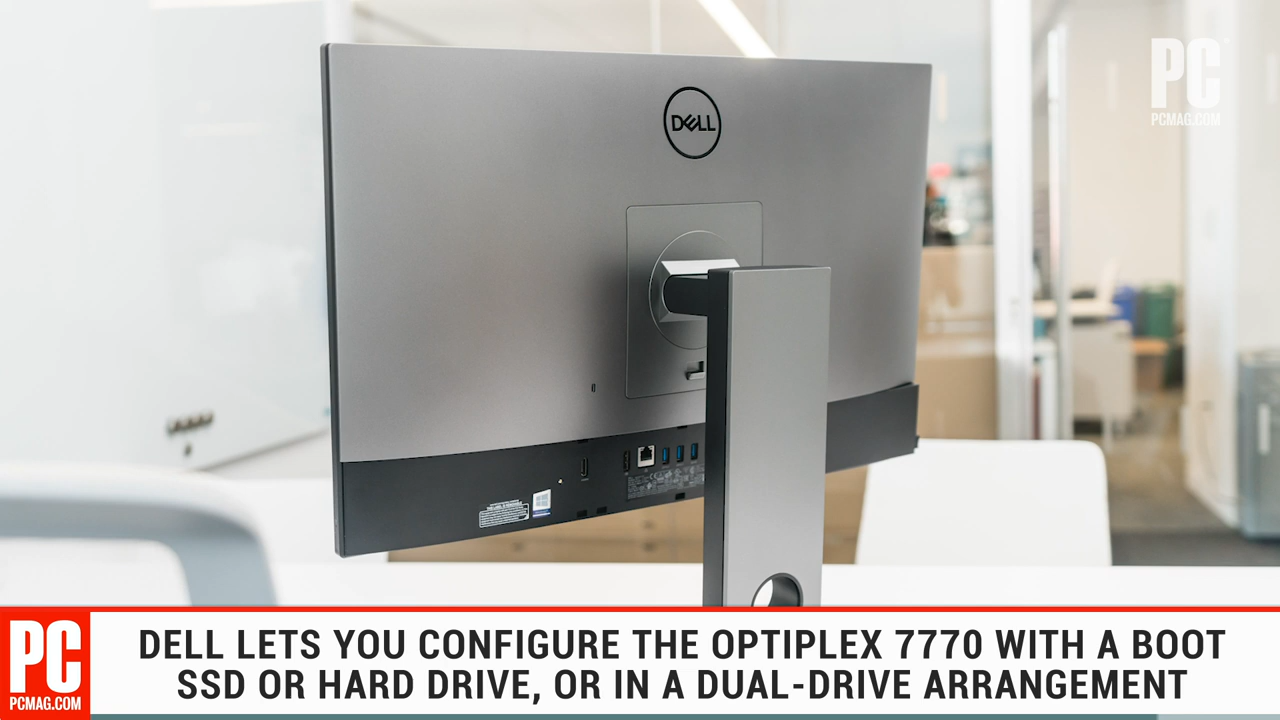 DELL
PC
PCMAG.COM
DELL LETS YOU CONFIGURE THE OPTIPLEX 7770 WITH A BOOT
SSD OR HARD DRIVE, OR IN A DUAL-DRIVE ARRANGEMENT
PC
PCMAG.COM